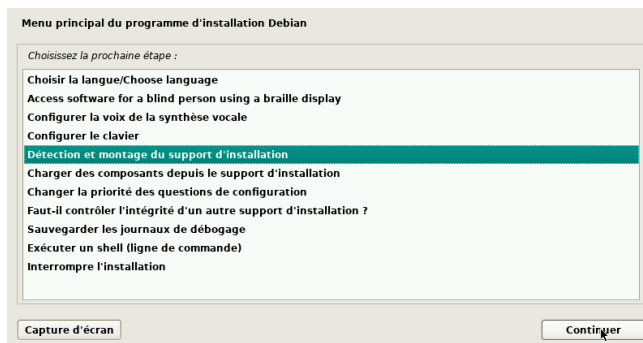 Menu principal du programme d'installation Debian
Choisissez la prochaine étape :
Choisir la langue/Choose language
Access software for a blind person using a braille display
Configurer la voix de la synthèse vocale
Configurer le clavier
Détection et montage du support d'installation
Charger des composants depuis le support d'installation
Changer la priorité des questions de configuration
Faut-il contrôler l'intégrité d'un autre support d'installation ?
Sauvegarder les journaux de débogage
Exécuter un shell (ligne de commande)
Interrompre l'installation
Capture d'écran
Continuer